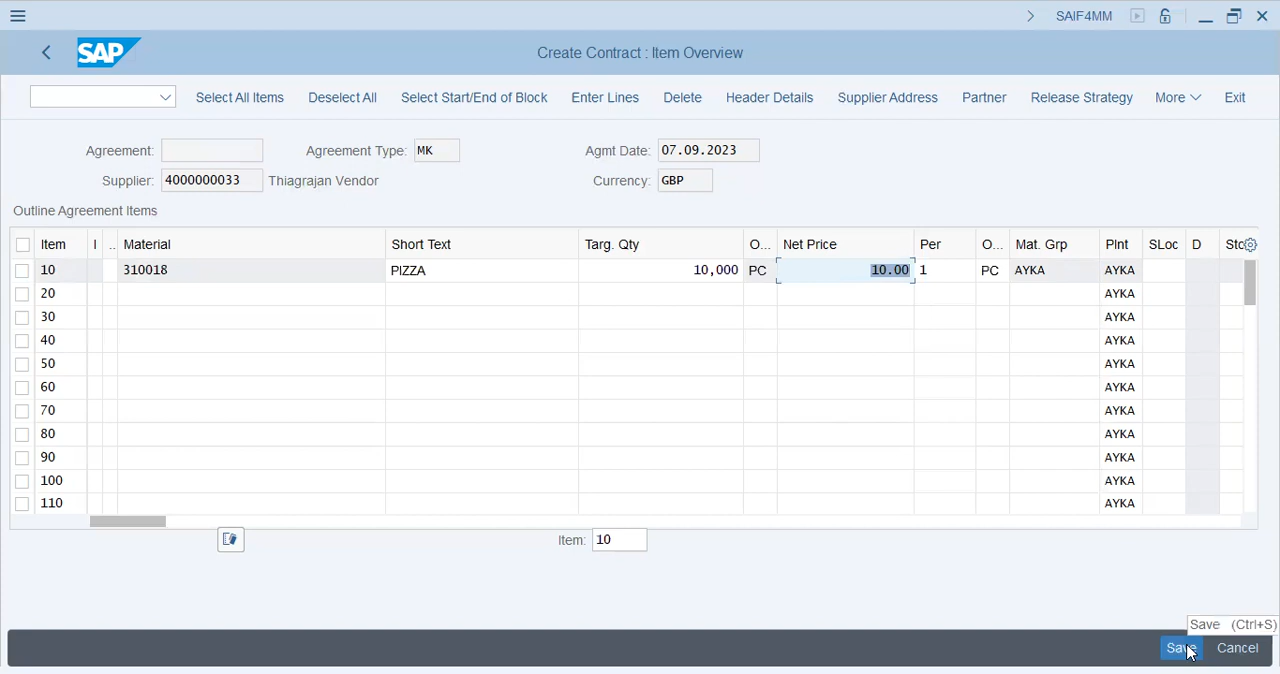 SAIF4MM
SAP Create Contract : Item Overview
Select All Items Deselect All Select Start/End of Block Enter Lines Delete Header Details Supplier Address Partner Release Strategy More Exit
Agreement: Agreement Type: MK Agmt Date: 07.09.2023
Supplier: 4000000033 Thiagrajan Vendor Currency: GBP
Outline Agreement Items
Item I .. Material Short Text Targ. Qty O... Net Price Per O... Mat. Grp Plnt SLoc D Sto
10 310018 PIZZA 10,000 PC 10.00 1 PC AYKA AYKA
20 AYKA
30 AYKA
40 AYKA
50 AYKA
60 AYKA
70 AYKA
80 AYKA
90 AYKA
100 AYKA
110 AYKA
Item: 10
Save (Ctrl+S)
Save Cancel